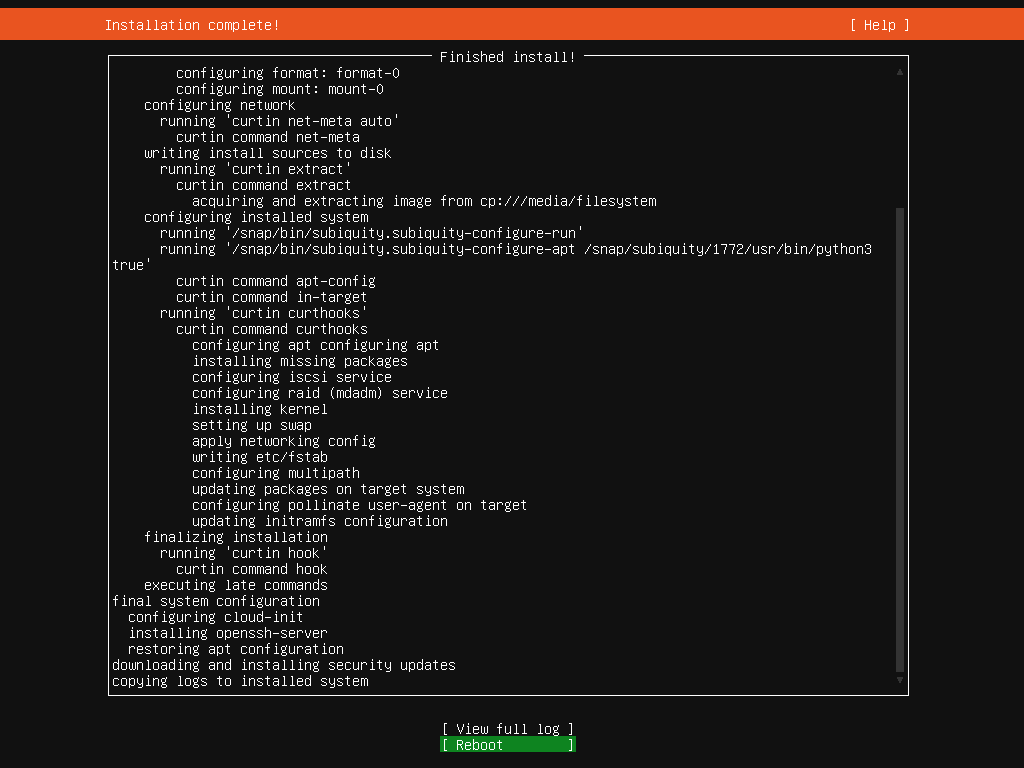 Installation complete! [ Help ]
Finished install!
configuring format: format-0
configuring mount: mount-0
configuring network
running 'curtin net-meta auto'
curtin command net-meta
writing install sources to disk
running 'curtin extract'
curtin command extract
acquiring and extracting image from cp:///media/filesystem
configuring installed system
running '/snap/bin/subiquity.subiquity-configure-run'
running '/snap/bin/subiquity.subiquity-configure-apt /snap/subiquity/1772/usr/bin/python3
true'
curtin command apt-config
curtin command in-target
running 'curtin curthooks'
curtin command curthooks
configuring apt configuring apt
installing missing packages
configuring iscsi service
configuring raid (mdadm) service
installing kernel
setting up swap
apply networking config
writing etc/fstab
configuring multipath
updating packages on target system
configuring pollinate user-agent on target
updating initramfs configuration
finalizing installation
running 'curtin hook'
curtin command hook
executing late commands
final system configuration
configuring cloud-init
installing openssh-server
restoring apt configuration
downloading and installing security updates
copying logs to installed system
[ View full log ]
[ Reboot ]